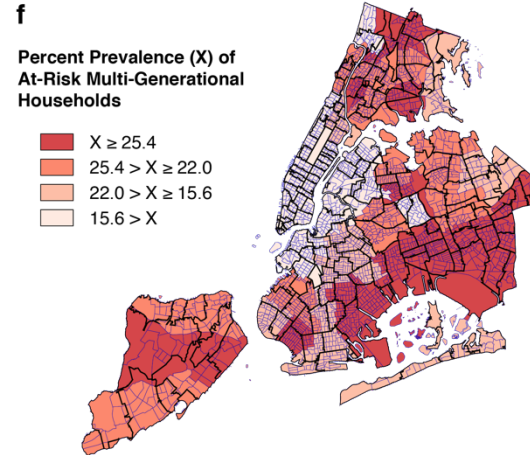 f
Percent Prevalence (X) of
At-Risk Multi-Generational
Households
X ≥ 25.4
25.4 > X ≥ 22.0
22.0 > X ≥ 15.6
15.6 > X